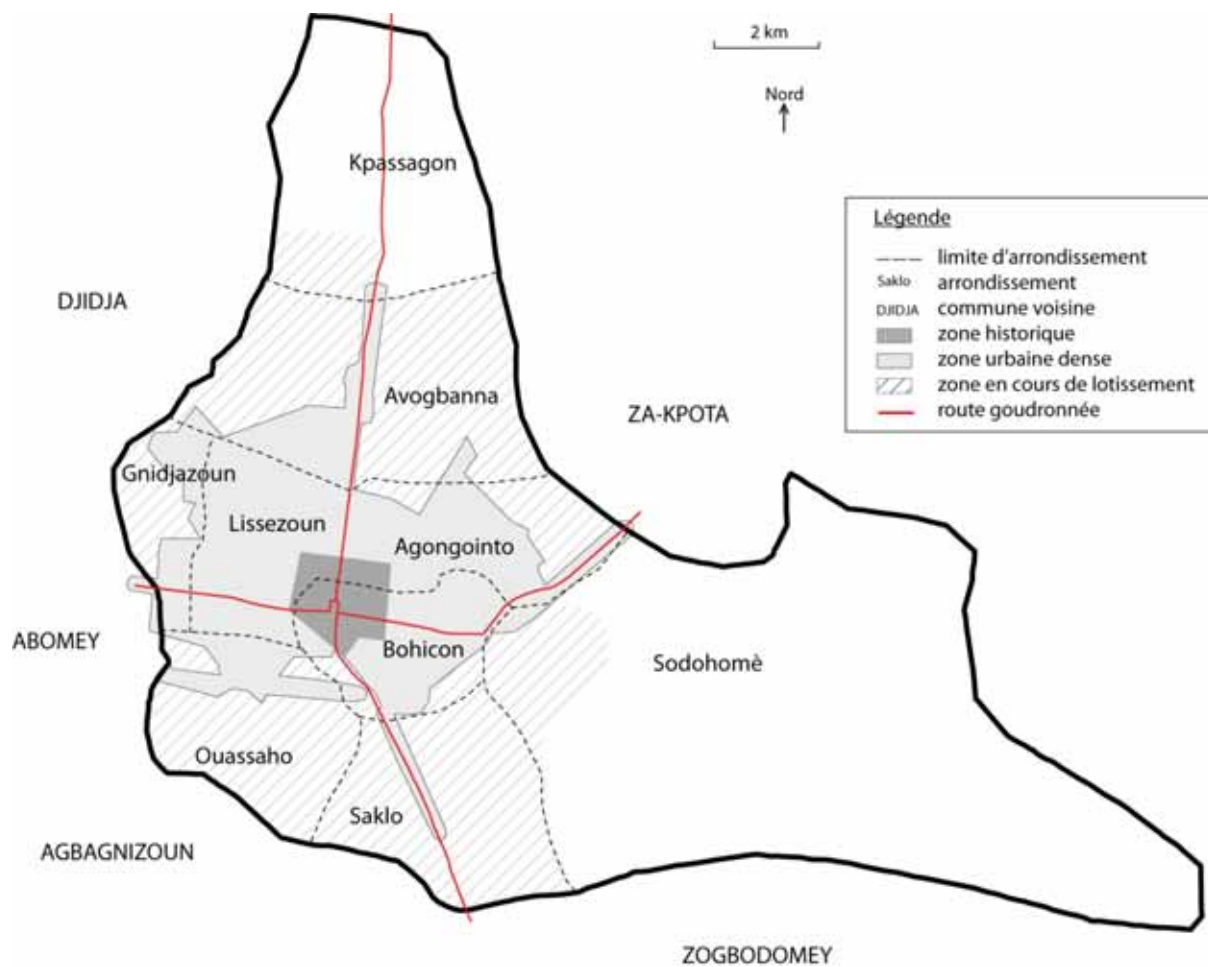 2 km
Nord
Kpassagon
Légende
limite d'arrondissement
Saklo arrondissement
DJIDJA commune voisine
zone historique
zone urbaine dense
zone en cours de lotissement
route goudronnée
DJIDJA
Avogbanna
ZA-KPOTA
Gnidjazoun
Lissezoun
Agongointo
ABOMEY
Bohicon
Sodohomè
Ouassaho
Saklo
AGBAGNIZOUN
ZOGBODOMEY